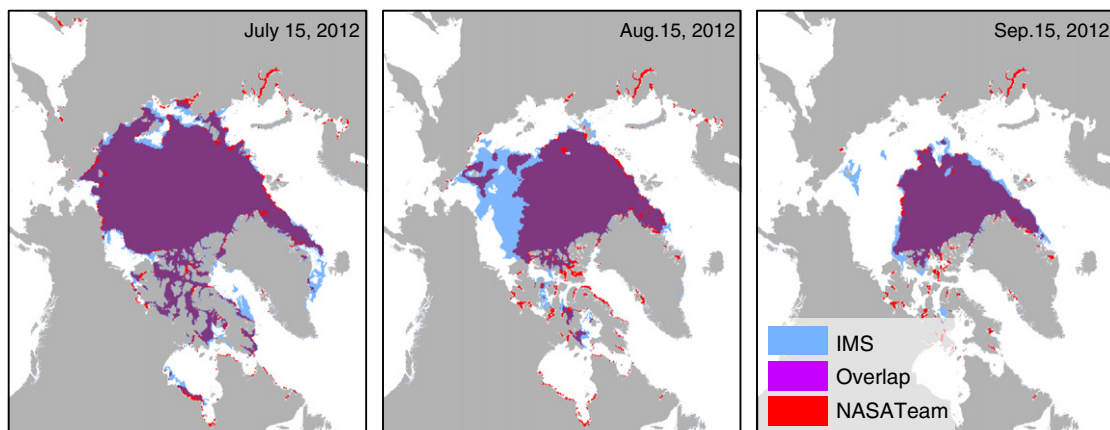 July 15, 2012
Aug.15, 2012
Sep.15, 2012
IMS
Overlap
NASATeam